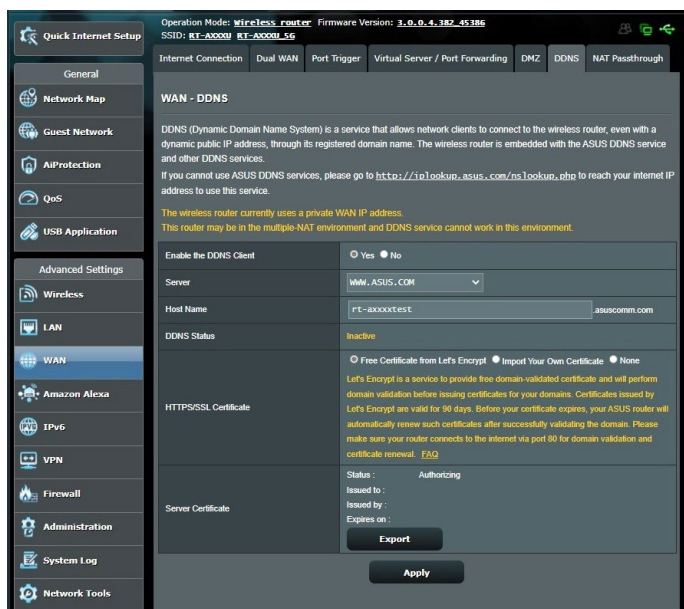 Operation Mode: Wireless router Firmware Version: 3.0.0.4.382_45386
SSID: RT-AXXXU RT-AXXXU_5G
Quick Internet Setup
General
Network Map
Guest Network
AiProtection
QoS
USB Application
Advanced Settings
Wireless
LAN
WAN
Amazon Alexa
IPv6
VPN
Firewall
Administration
System Log
Network Tools
Internet Connection Dual WAN Port Trigger Virtual Server / Port Forwarding DMZ DDNS NAT Passthrough
WAN - DDNS
DDNS (Dynamic Domain Name System) is a service that allows network clients to connect to the wireless router, even with a
dynamic public IP address, through its registered domain name. The wireless router is embedded with the ASUS DDNS service
and other DDNS services.
If you cannot use ASUS DDNS services, please go to http://iplookup.asus.com/nslookup.php to reach your internet IP
address to use this service.
The wireless router currently uses a private WAN IP address.
This router may be in the multiple-NAT environment and DDNS service cannot work in this environment.
Enable the DDNS Client Yes No
Server WWW.ASUS.COM
Host Name rt-axxxxtest .asuscomm.com
DDNS Status Inactive
HTTPS/SSL Certificate
Free Certificate from Let's Encrypt Import Your Own Certificate None
Let's Encrypt is a service to provide free domain-validated certificate and will perform
domain validation before issuing certificates for your domains. Certificates issued by
Let's Encrypt are valid for 90 days. Before your certificate expires, your ASUS router will
automatically renew such certificates after successfully validating the domain. Please
make sure your router connects to the internet via port 80 for domain validation and
certificate renewal. FAQ
Server Certificate
Status : Authorizing
Issued to :
Issued by :
Expires on :
Export
Apply